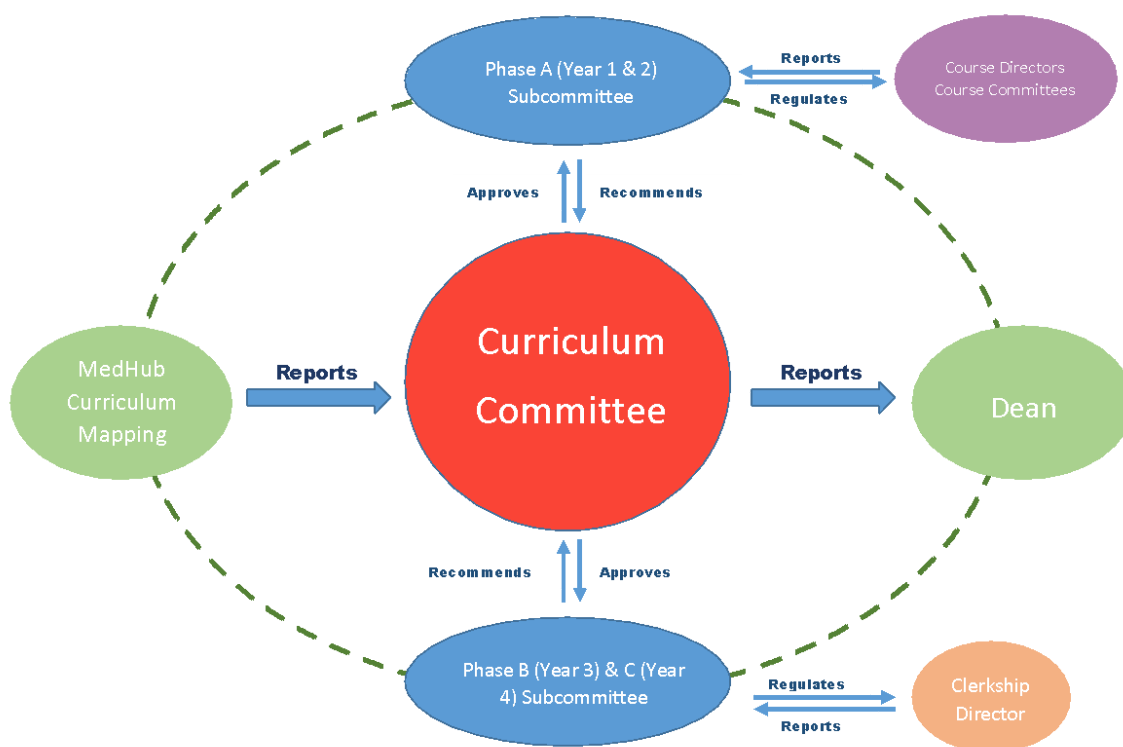 Phase A (Year 1 & 2)
Subcommittee
Reports
Regulates
Course Directors
Course Committees
Approves
Recommends
MedHub
Curriculum
Mapping
Reports
Curriculum
Committee
Reports
Dean
Recommends
Approves
Phase B (Year 3) & C (Year
4) Subcommittee
Regulates
Reports
Clerkship
Director